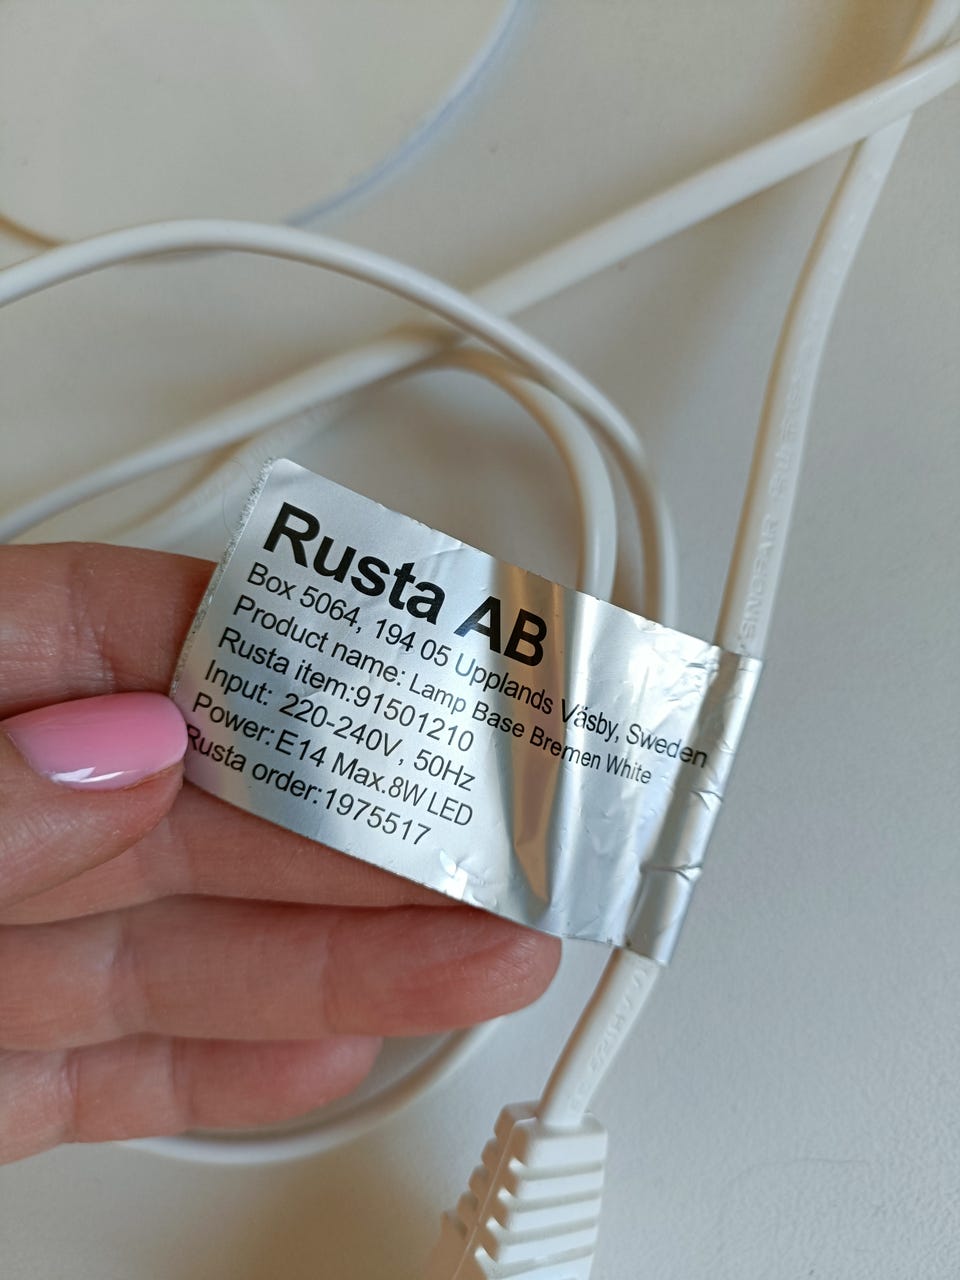 Rusta AB
Box 5064, 194 05 Upplands Väsby, Sweden
Product name: Lamp Base Bremen White
Rusta item:91501210
Input: 220-240V, 50Hz
Power:E14 Max.8W LED
Rusta order:1975517